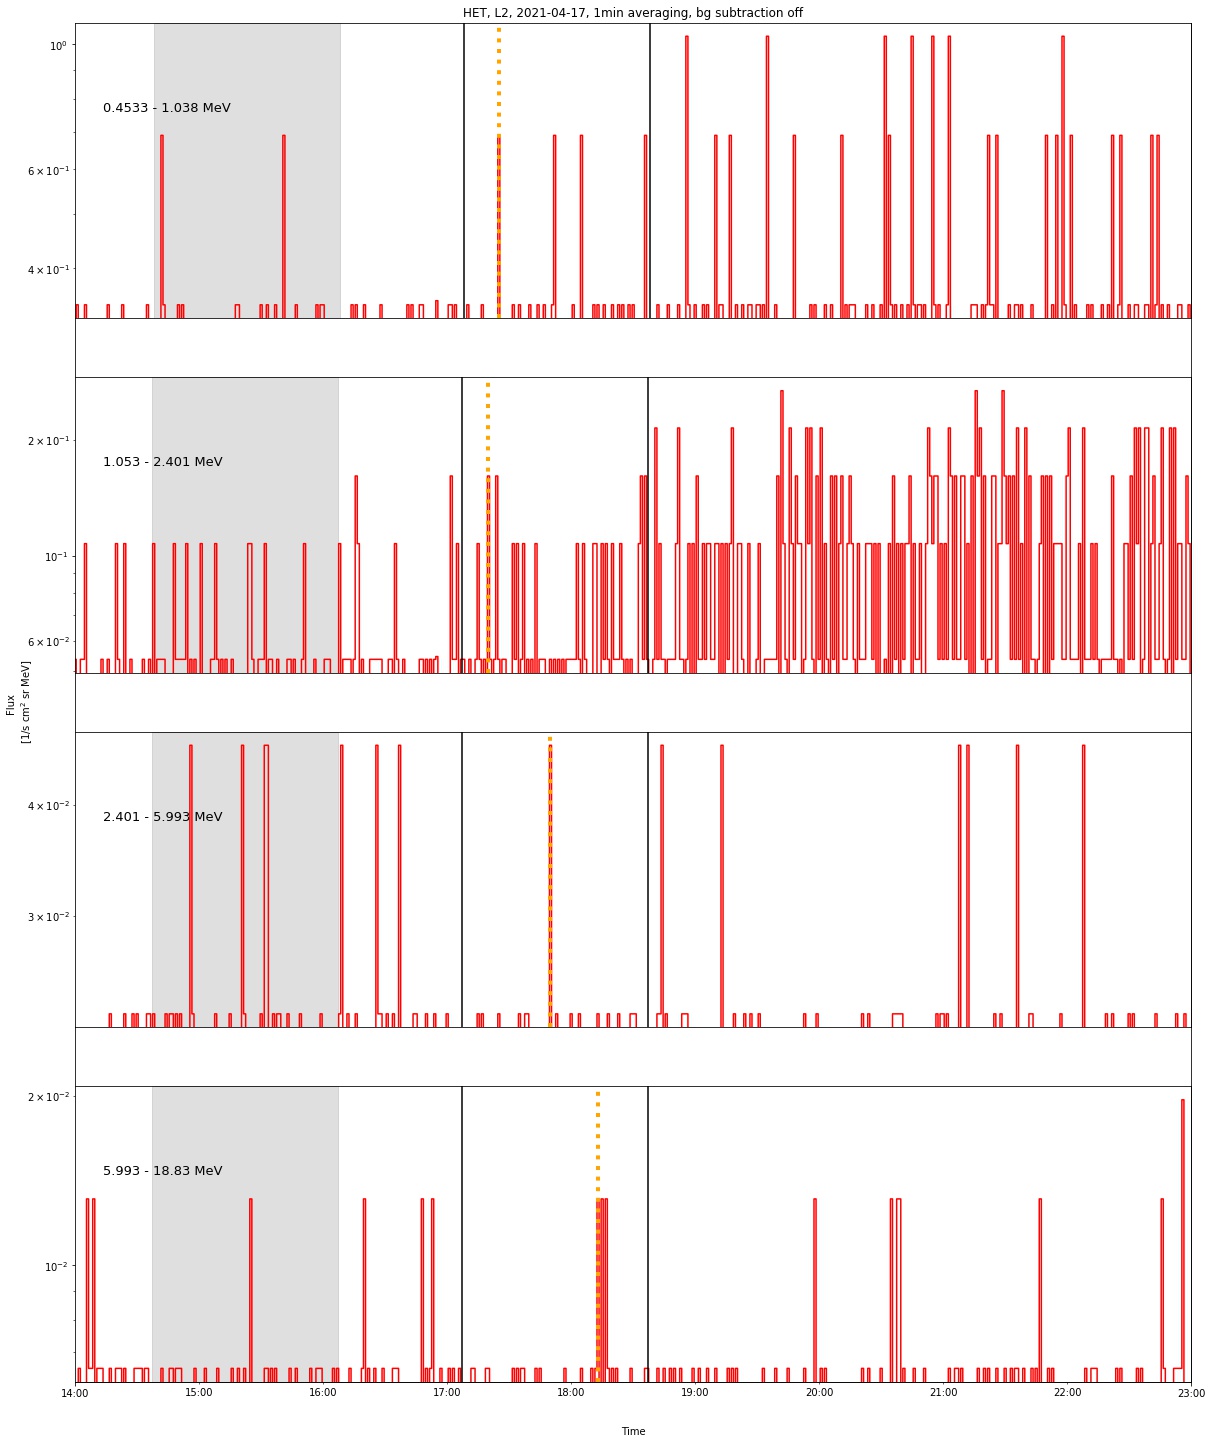 HET, L2, 2021-04-17, 1min averaging, bg subtraction off
10⁰
0.4533 - 1.038 MeV
6 × 10⁻¹
4 × 10⁻¹
2 × 10⁻¹
1.053 - 2.401 MeV
10⁻¹
6 × 10⁻²
Flux
[1/s cm² sr MeV]
4 × 10⁻²
2.401 - 5.993 MeV
3 × 10⁻²
2 × 10⁻²
5.993 - 18.83 MeV
10⁻²
14:00 15:00 16:00 17:00 18:00 19:00 20:00 21:00 22:00 23:00
Time